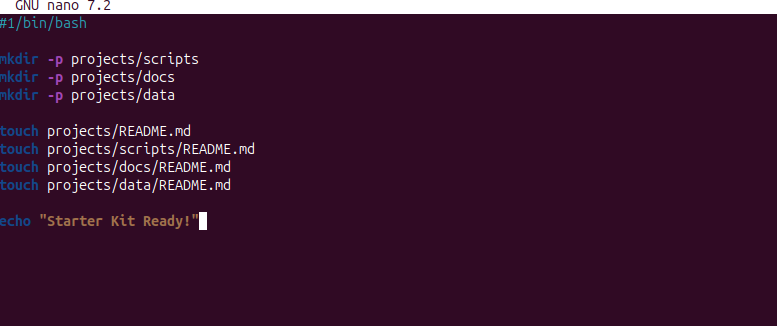 GNU nano 7.2
#1/bin/bash
mkdir -p projects/scripts
mkdir -p projects/docs
mkdir -p projects/data
touch projects/README.md
touch projects/scripts/README.md
touch projects/docs/README.md
touch projects/data/README.md
echo "Starter Kit Ready!"